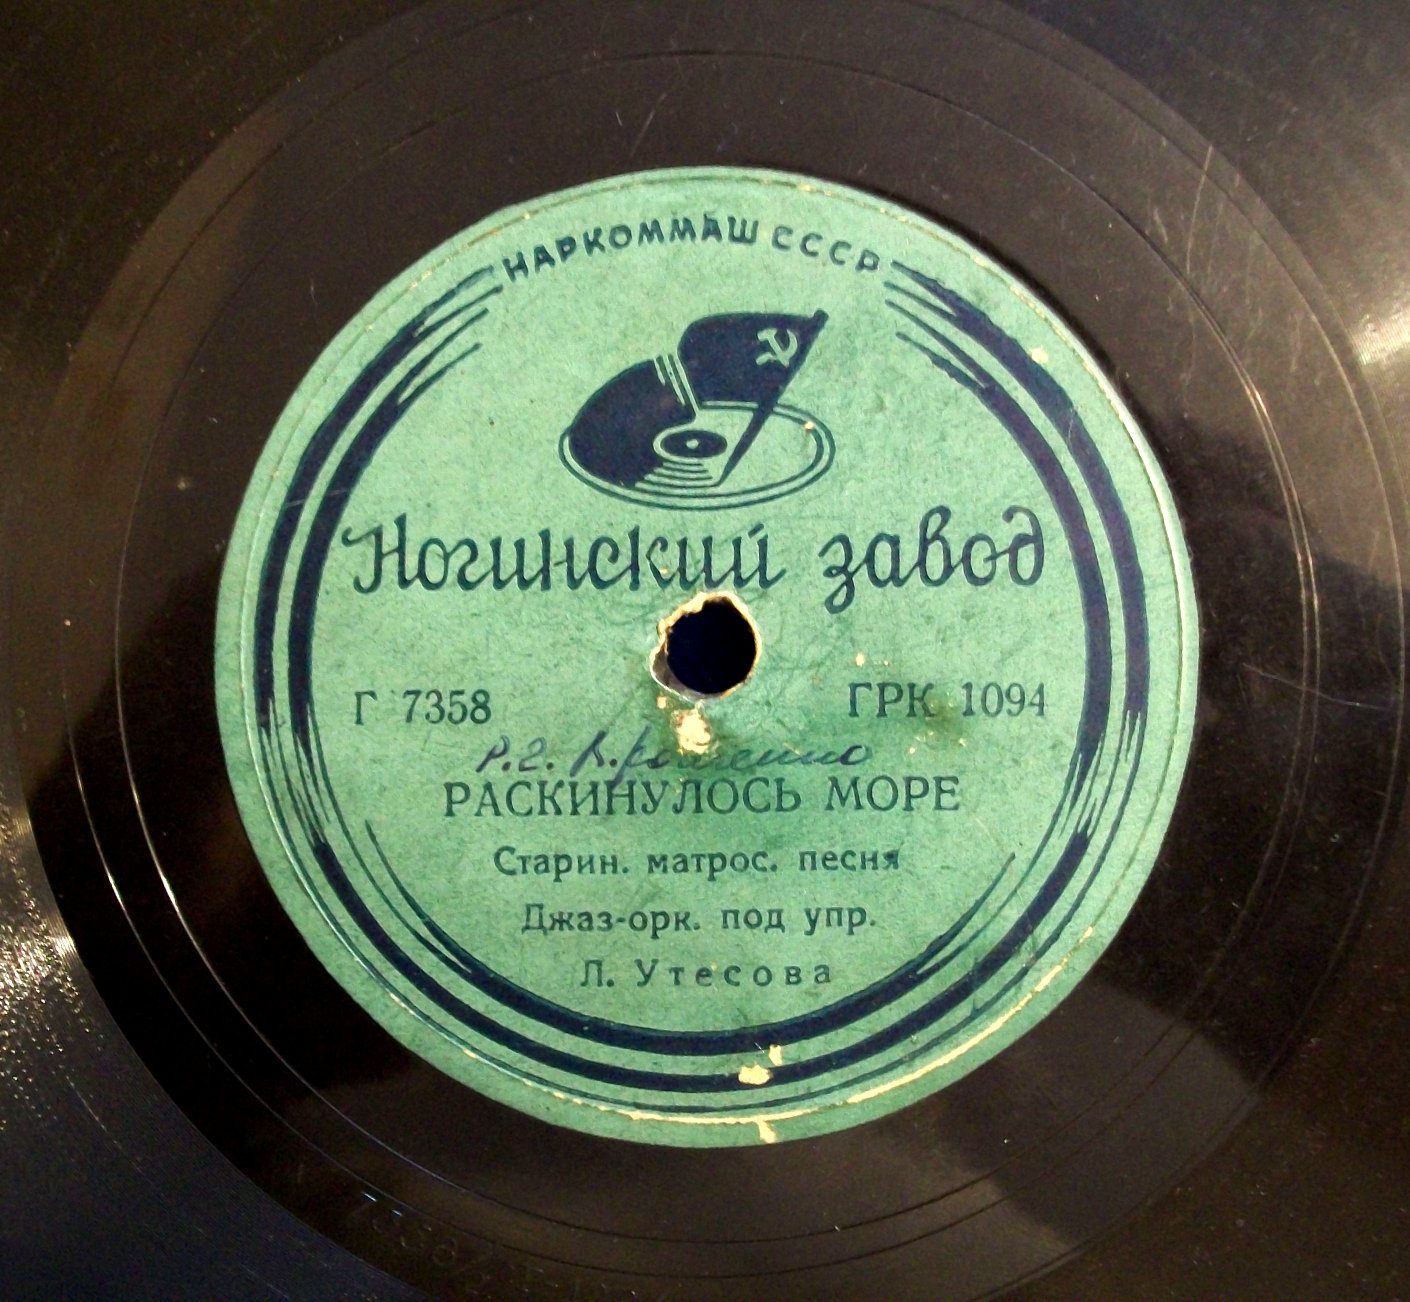 НАРКОММАШ СССР
Ногинский завод
Г 7358 ГРК 1094
Р.г.
РАСКИНУЛОСЬ МОРЕ
Старин. матрос. песня
Джаз-орк. под упр.
Л. Утесова